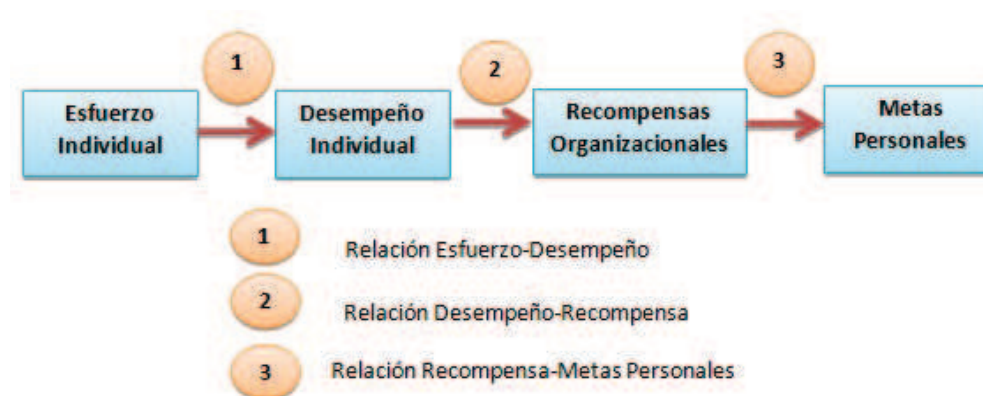 1
2
3
Esfuerzo
Individual
Desempeño
Individual
Recompensas
Organizacionales
Metas
Personales
1
Relación Esfuerzo-Desempeño
2
Relación Desempeño-Recompensa
3
Relación Recompensa-Metas Personales